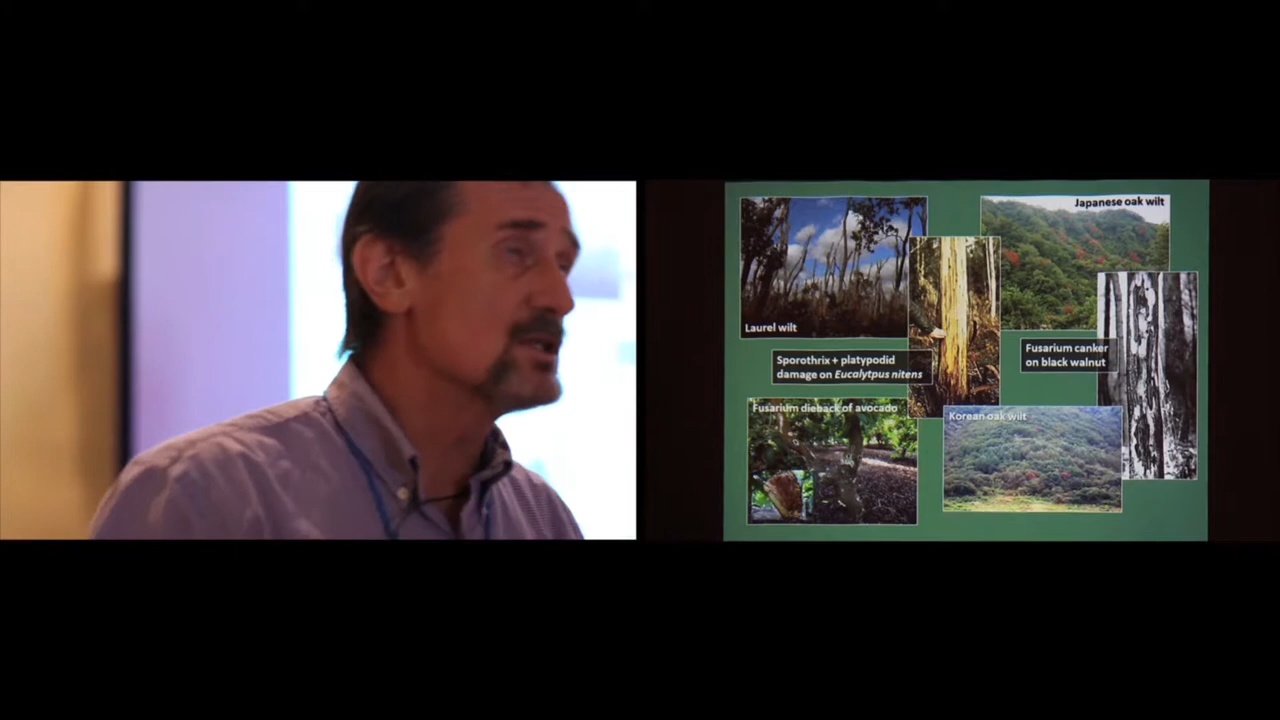 Japanese oak wilt
Laurel wilt
Sporothrix + platypodid
damage on Eucalytpus nitens
Fusarium canker
on black walnut
Fusarium dieback of avocado
Korean oak wilt